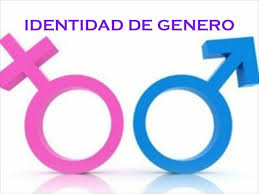 IDENTIDAD DE GENERO